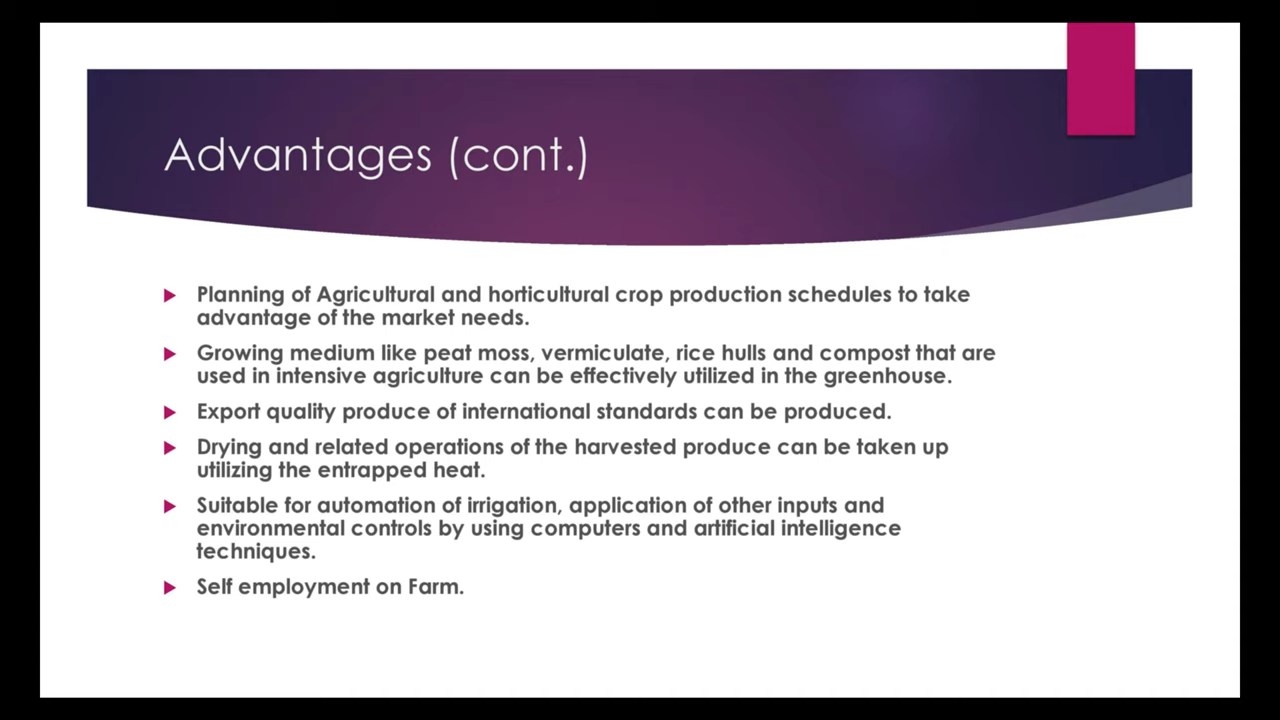 Advantages (cont.)
Planning of Agricultural and horticultural crop production schedules to take
advantage of the market needs.
Growing medium like peat moss, vermiculate, rice hulls and compost that are
used in intensive agriculture can be effectively utilized in the greenhouse.
Export quality produce of international standards can be produced.
Drying and related operations of the harvested produce can be taken up
utilizing the entrapped heat.
Suitable for automation of irrigation, application of other inputs and
environmental controls by using computers and artificial intelligence
techniques.
Self employment on Farm.